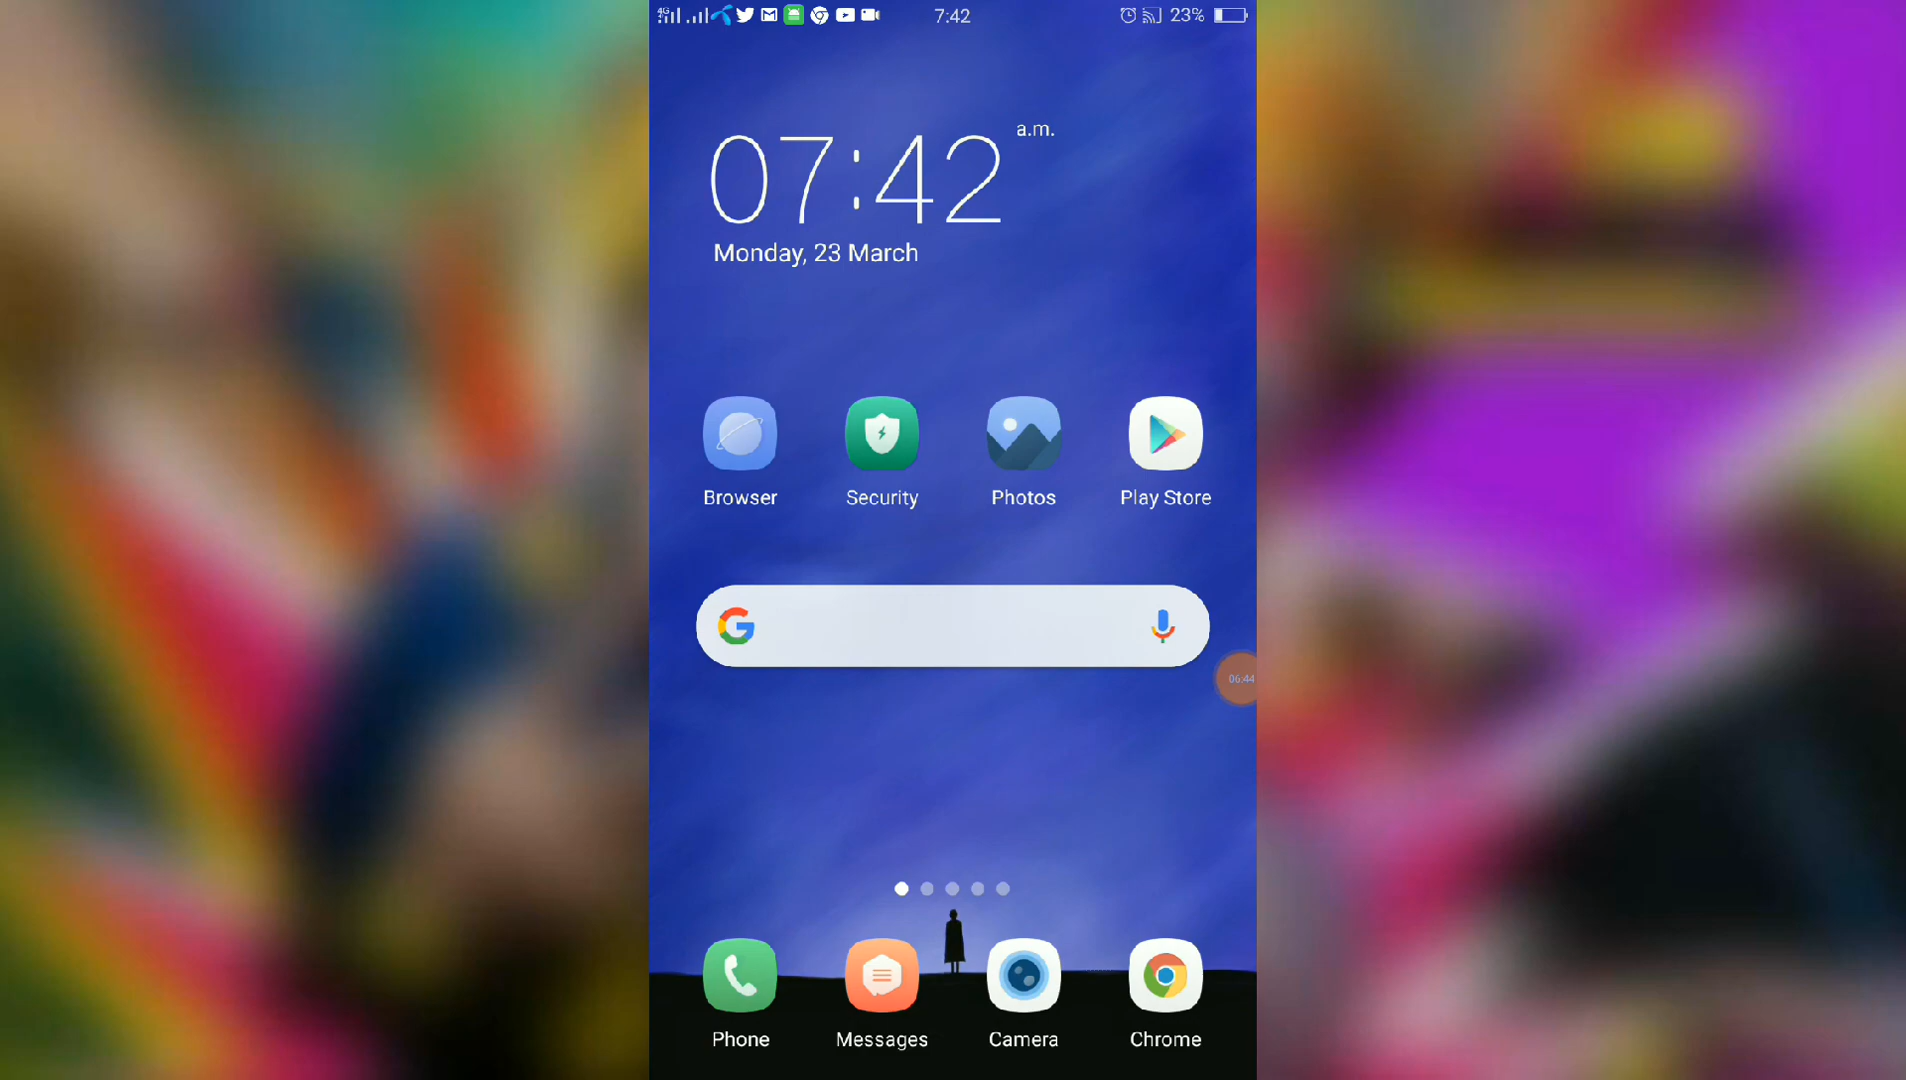 4G 7:42 23%
07:42 a.m.
Monday, 23 March
Browser Security Photos Play Store
06:44
Phone Messages Camera Chrome